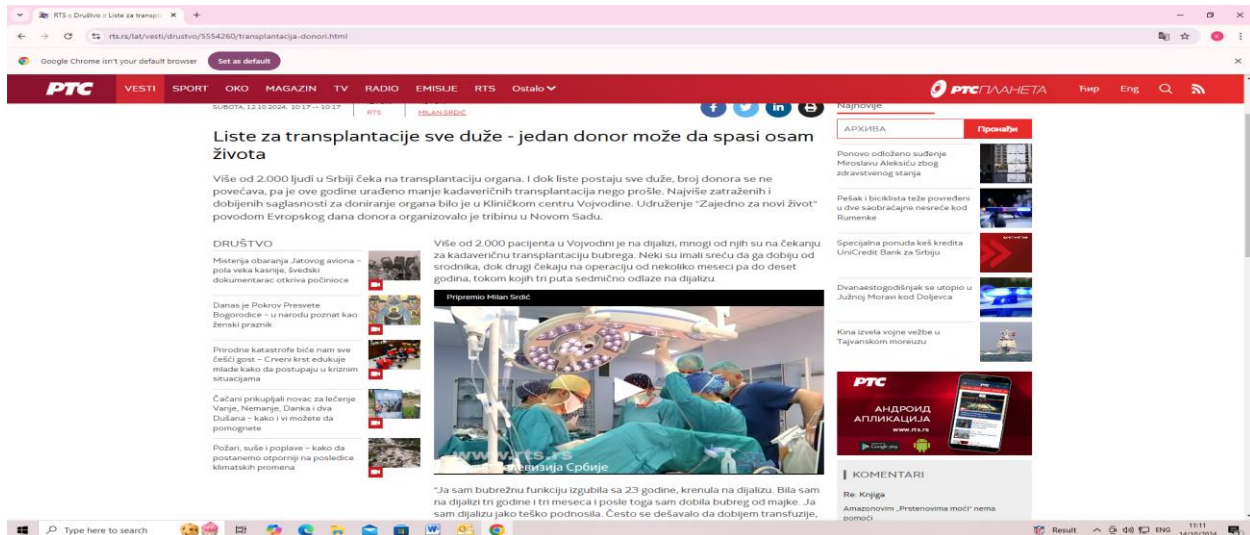 RTS :: Društvo :: Liste za transpl
rts.rs/lat/vesti/drustvo/5554260/transplantacija-donori.html
Google Chrome isn't your default browser
Set as default
РТС VESTI SPORT OKO MAGAZIN TV RADIO EMISIJE RTS Ostalo
РТСПЛАНЕТА Ћир Eng
SUBOTA, 12.10.2024, 10:17 -> 10:17
RTS
MILAN SRDIĆ
Liste za transplantacije sve duže - jedan donor može da spasi osam
života
Više od 2.000 ljudi u Srbiji čeka na transplantaciju organa. I dok liste postaju sve duže, broj donora se ne
povećava, pa je ove godine urađeno manje kadaveričnih transplantacija nego prošle. Najviše zatraženih i
dobijenih saglasnosti za doniranje organa bilo je u Kliničkom centru Vojvodine. Udruženje "Zajedno za novi život"
povodom Evropskog dana donora organizovalo je tribinu u Novom Sadu.
DRUŠTVO
Misterija obaranja „Jatovog aviona –
pola veka kasnije, švedski
dokumentarac otkriva počinioce
Danas je Pokrov Presvete
Bogorodice – u narodu poznat kao
ženski praznik
Prirodne katastrofe biće nam sve
češći gost – Crveni krst edukuje
mlade kako da postupaju u kriznim
situacijama
Čačani prikupljali novac za lečenje
Vanje, Nemanje, Danka i dva
Dušana – kako i vi možete da
pomognete
Požari, suše i poplave – kako da
postanemo otporniji na posledice
klimatskih promena
Više od 2.000 pacijenta u Vojvodini je na dijalizi, mnogi od njih su na čekanju
za kadaveričnu transplantaciju bubrega. Neki su imali sreću da ga dobiju od
srodnika, dok drugi čekaju na operaciju od nekoliko meseci pa do deset
godina, tokom kojih tri puta sedmično odlaze na dijalizu.
Pripremio Milan Srdić
www.rts.rs
левизија Србије
"Ja sam bubrežnu funkciju izgubila sa 23 godine, krenula na dijalizu. Bila sam
na dijalizi tri godine i tri meseca i posle toga sam dobila bubreg od majke. Ja
sam dijalizu jako teško podnosila. Često se dešavalo da dobijem transfuzije,
Najnovije
АРХИВА Пронађи
Ponovo odloženo suđenje
Miroslavu Aleksiću zbog
zdravstvenog stanja
Pešak i biciklista teže povređeni
u dve saobraćajne nesreće kod
Rumenke
Specijalna ponuda keš kredita
UniCredit Bank za Srbiju
Dvanaestogodišnjak se utopio u
Južnoj Moravi kod Doljevca
Kina izvela vojne vežbe u
Tajvanskom moreuzu
РТС
АНДРОИД
АПЛИКАЦИЈА
www.rts.rs
Google play
KOMENTARI
Re: Knjiga
Amazonovim „Prstenovima moći" nema
pomoći
Type here to search
Result
ENG
11:11
14/10/2024